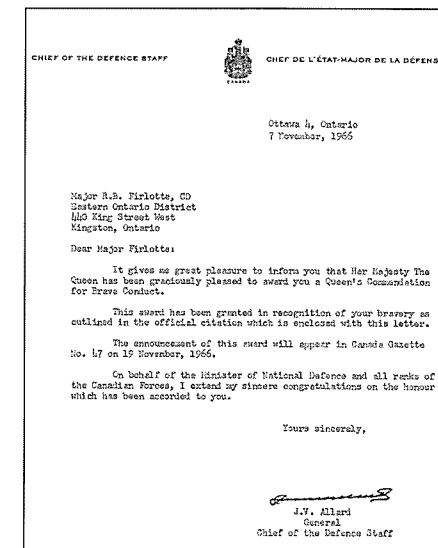 CHIEF OF THE DEFENCE STAFF
CHEF DE L'ÉTAT-MAJOR DE LA DÉFENS
CANADA
Ottawa 4, Ontario
7 November, 1966
Major R.B. Firlotte, CD
Eastern Ontario District
440 King Street West
Kingston, Ontario
Dear Major Firlotte:
It gives me great pleasure to inform you that Her Majesty The
Queen has been graciously pleased to award you a Queen's Commendation
for Brave Conduct.
This award has been granted in recognition of your bravery as
outlined in the official citation which is enclosed with this letter.
The announcement of this award will appear in Canada Gazette
No. 47 on 19 November, 1966.
On behalf of the Minister of National Defence and all ranks of
the Canadian Forces, I extend my sincere congratulations on the honour
which has been accorded to you.
Yours sincerely,
J.V. Allard
General
Chief of the Defence Staff